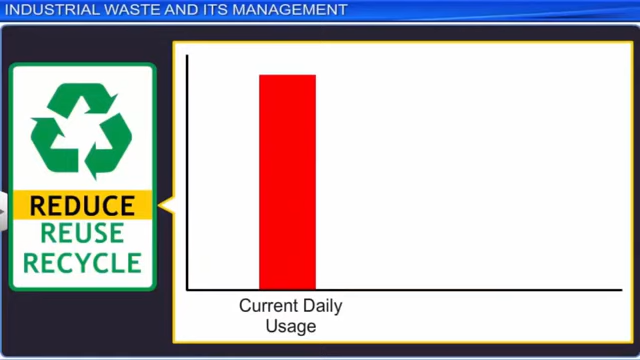 INDUSTRIAL WASTE AND ITS MANAGEMENT
REDUCE
REUSE
RECYCLE
Current Daily
Usage